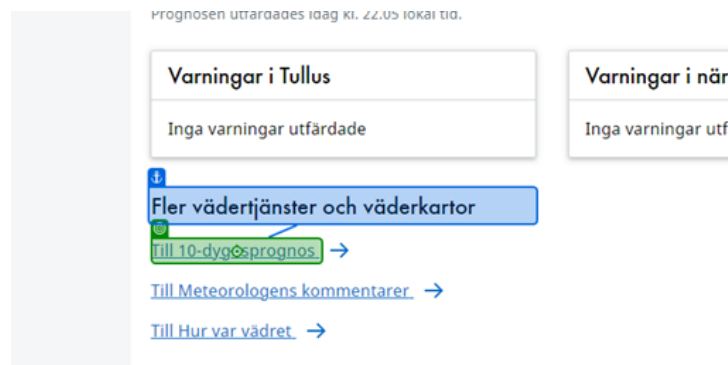 Prognosen utfärdades idag kl. 22.05 lokal tid.
Varningar i Tullus
Varningar i när
Inga varningar utfärdade
Inga varningar utf
Fler vädertjänster och väderkartor
Till 10-dygnsprognos →
Till Meteorologens kommentarer →
Till Hur var vädret →